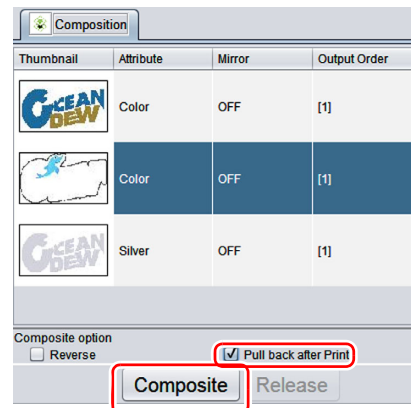 Composition
Thumbnail Attribute Mirror Output Order
OCEAN
DEW
Color OFF [1]
Color OFF [1]
OCEAN
DEW
Silver OFF [1]
Composite option
Reverse Pull back after Print
Composite Release